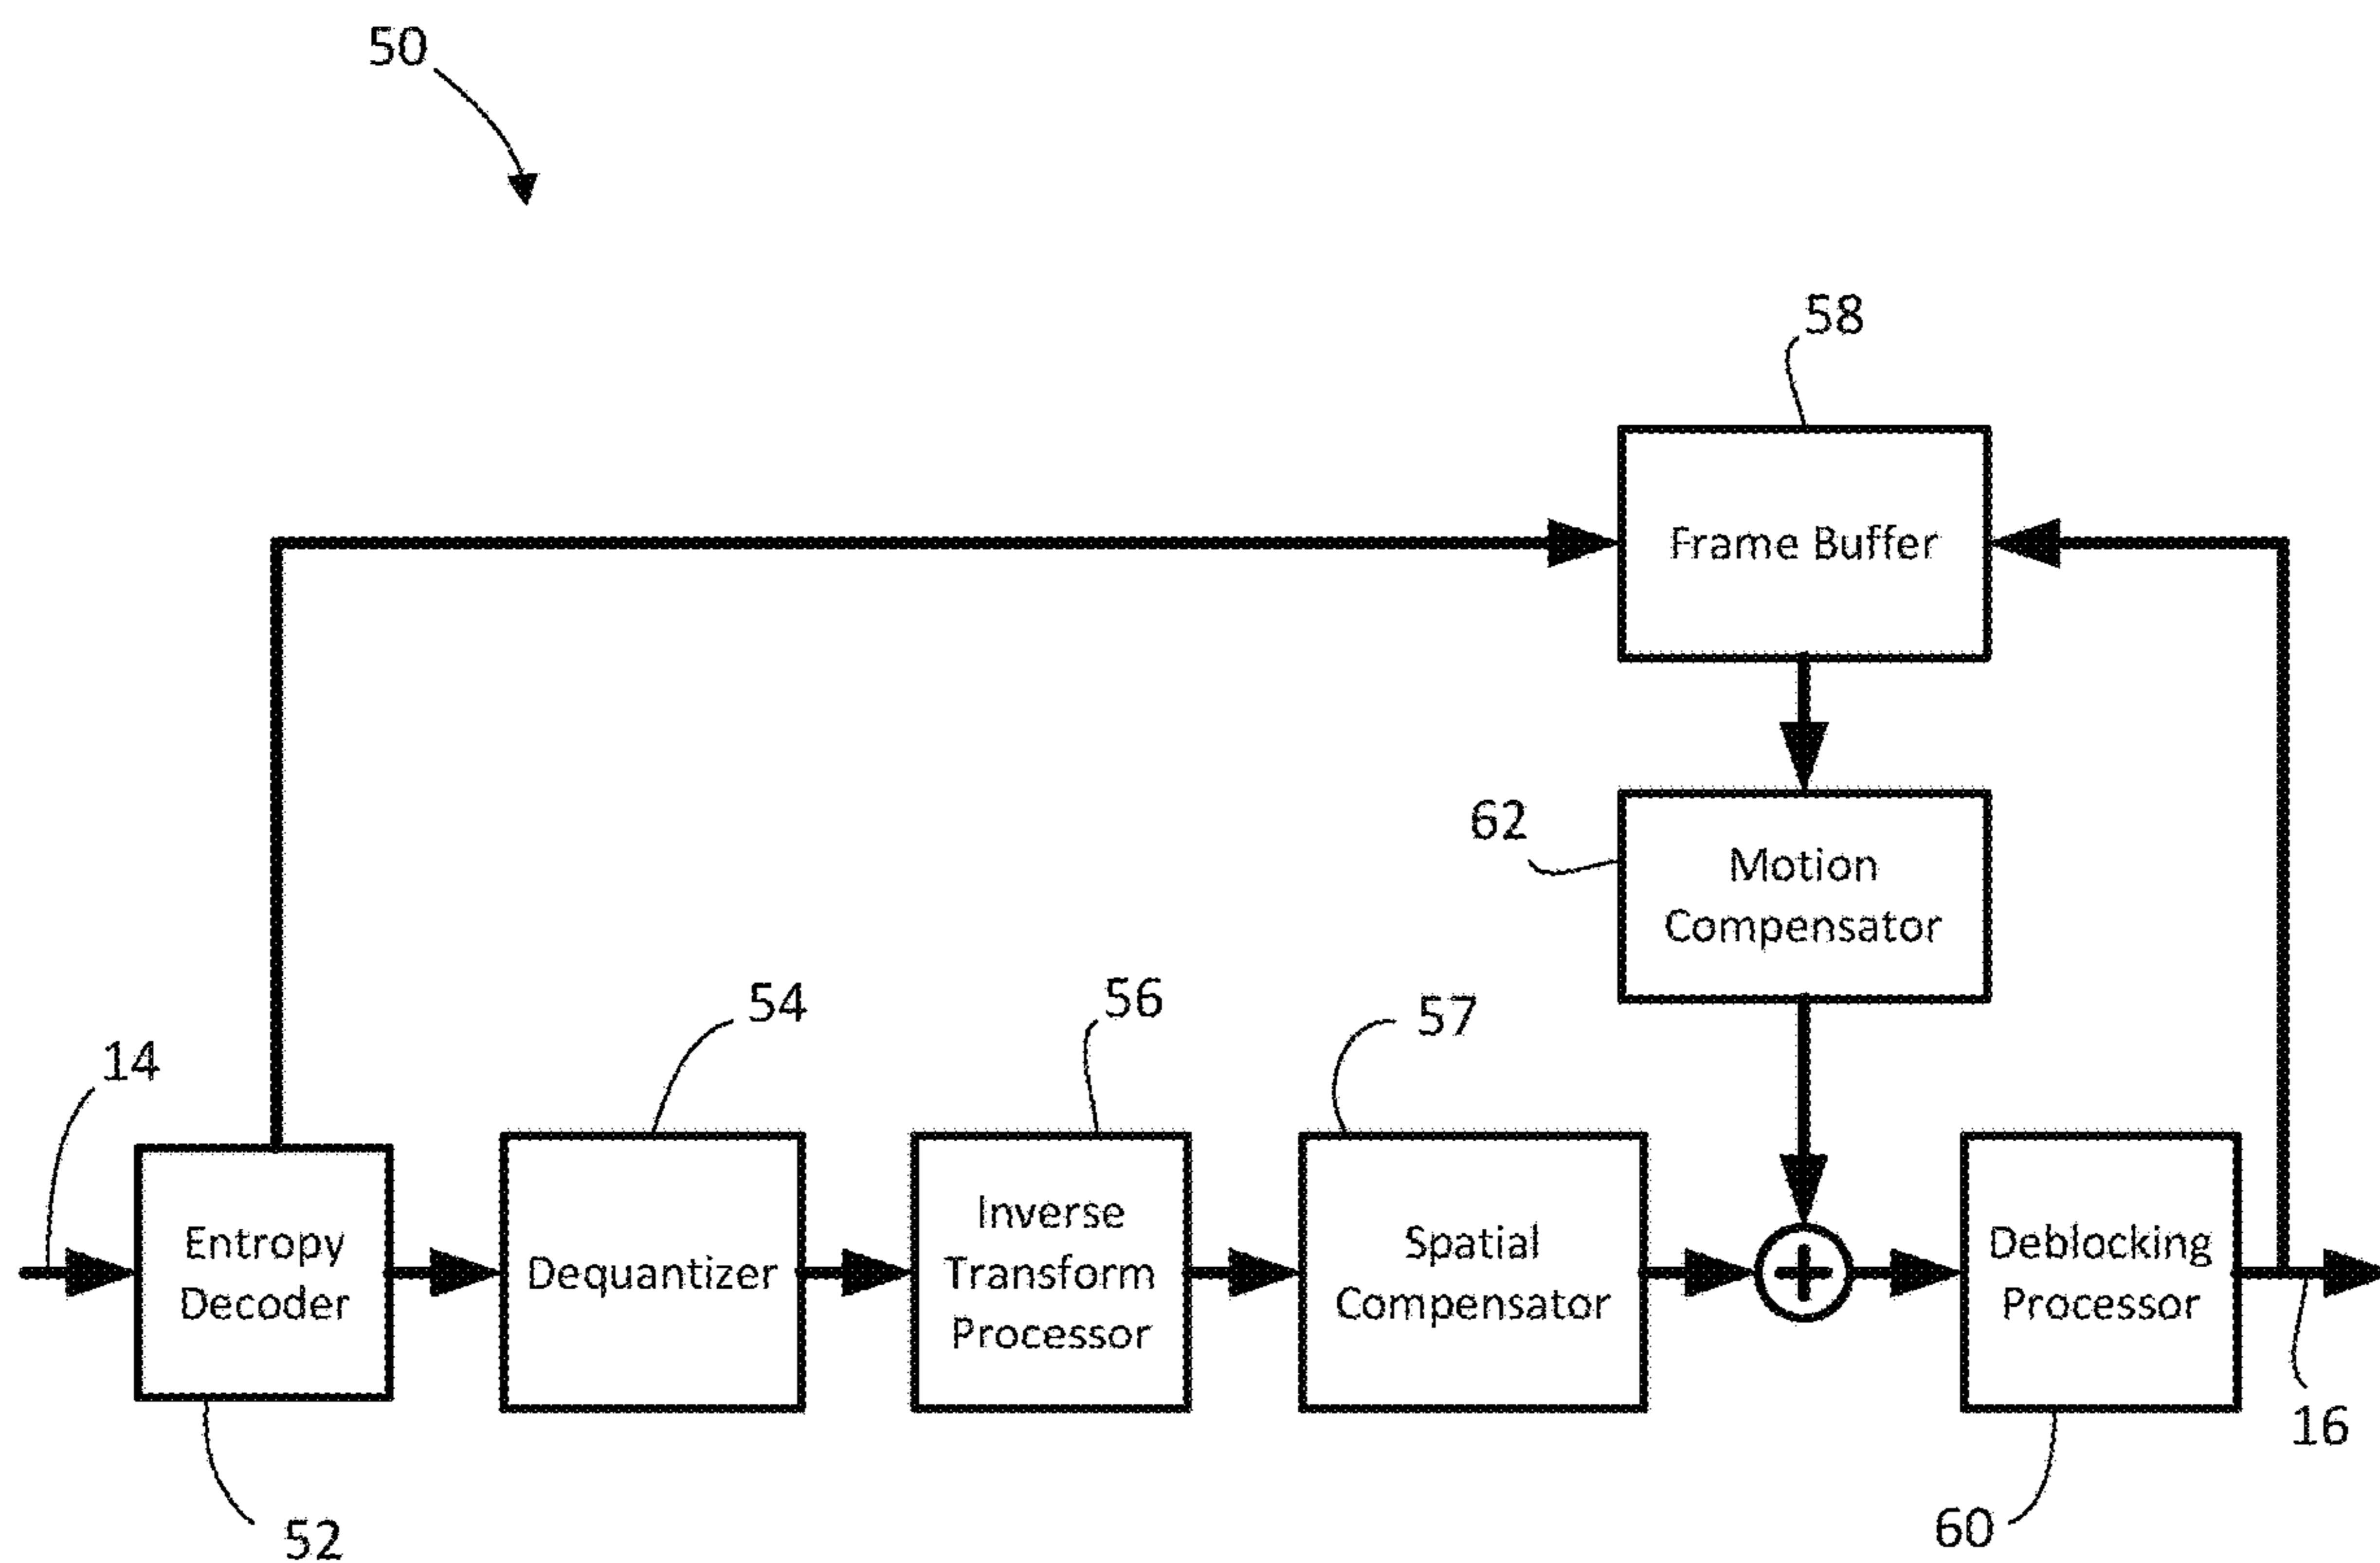 50
58
Frame Buffer
62
Motion
Compensator
54
56
57
14
Entropy
Decoder
Dequantizer
Inverse
Transform
Processor
Spatial
Compensator
+
Deblocking
Processor
16
52
60